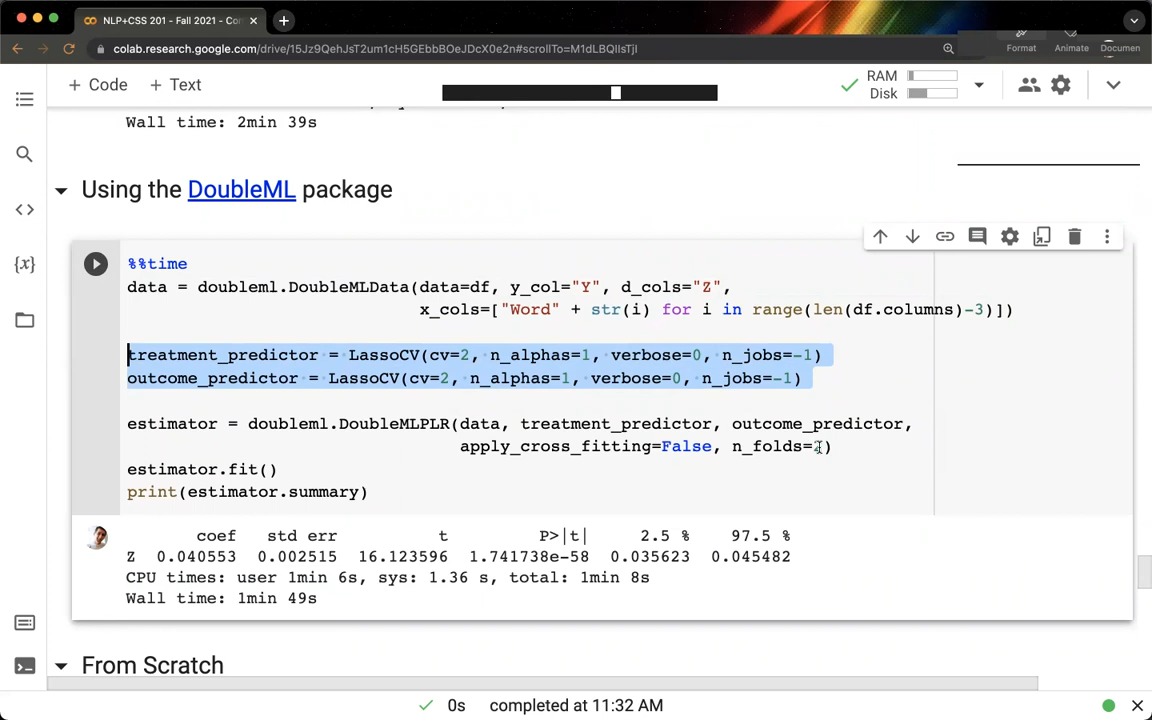 NLP+CSS 201 - Fall 2021 - Con
colab.research.google.com/drive/15Jz9QehJsT2um1cH5GEbbBOeJDcX0e2n#scrollTo=M1dLBQIIsTjI
Format Animate Documen
+ Code + Text
RAM
Disk
Wall time: 2min 39s
Using the DoubleML package
%%time
data = doubleml.DoubleMLData(data=df, y_col="Y", d_cols="Z",
x_cols=["Word" + str(i) for i in range(len(df.columns)-3)])
treatment_predictor = LassoCV(cv=2, n_alphas=1, verbose=0, n_jobs=-1)
outcome_predictor = LassoCV(cv=2, n_alphas=1, verbose=0, n_jobs=-1)
estimator = doubleml.DoubleMLPLR(data, treatment_predictor, outcome_predictor,
apply_cross_fitting=False, n_folds=2)
estimator.fit()
print(estimator.summary)
coef std err t P>|t| 2.5 % 97.5 %
Z 0.040553 0.002515 16.123596 1.741738e-58 0.035623 0.045482
CPU times: user 1min 6s, sys: 1.36 s, total: 1min 8s
Wall time: 1min 49s
From Scratch
0s completed at 11:32 AM